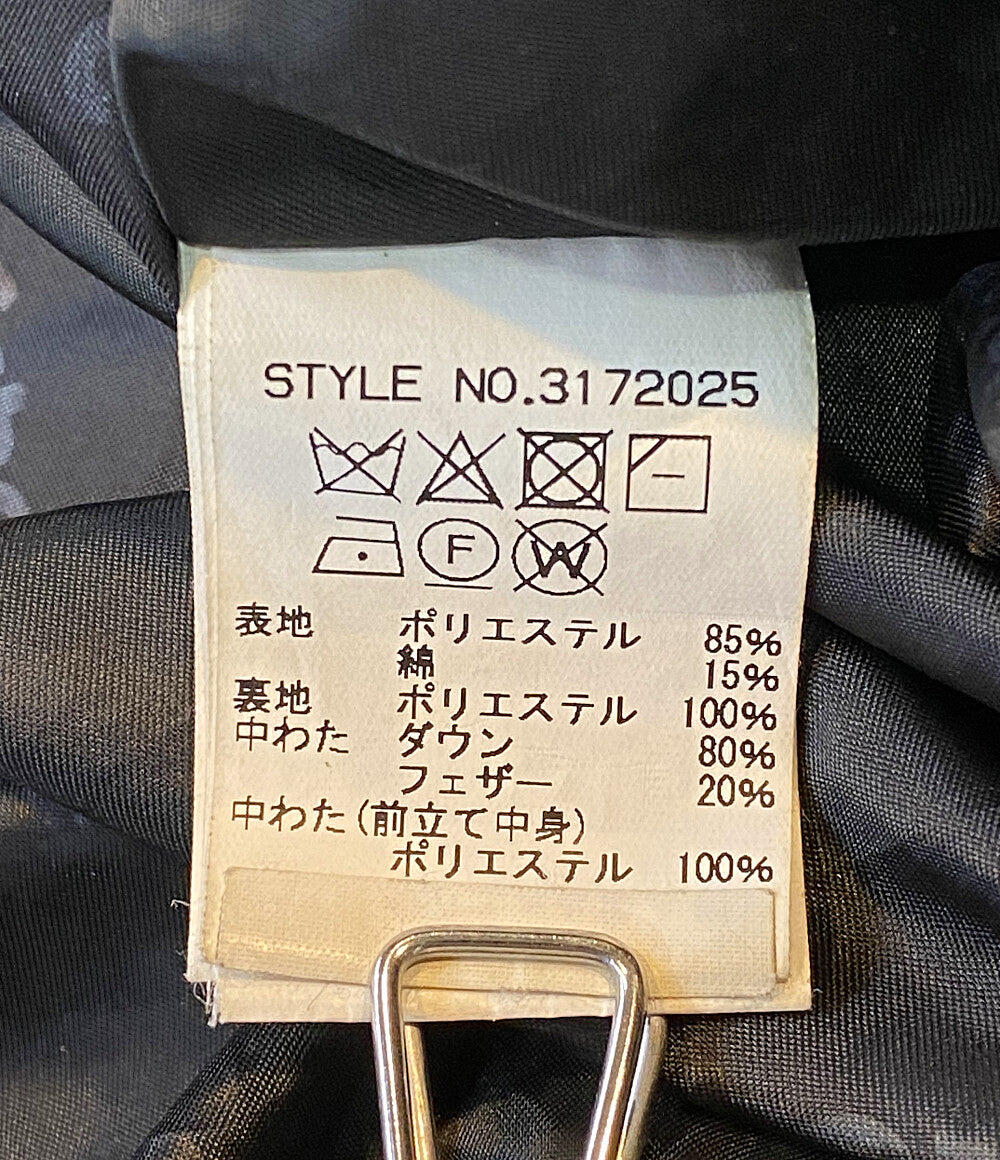 STYLE NO.3172025
F
W
表地 ポリエステル 85%
綿 15%
裏地 ポリエステル 100%
中わた ダウン 80%
フェザー 20%
中わた(前立て中身)
ポリエステル 100%